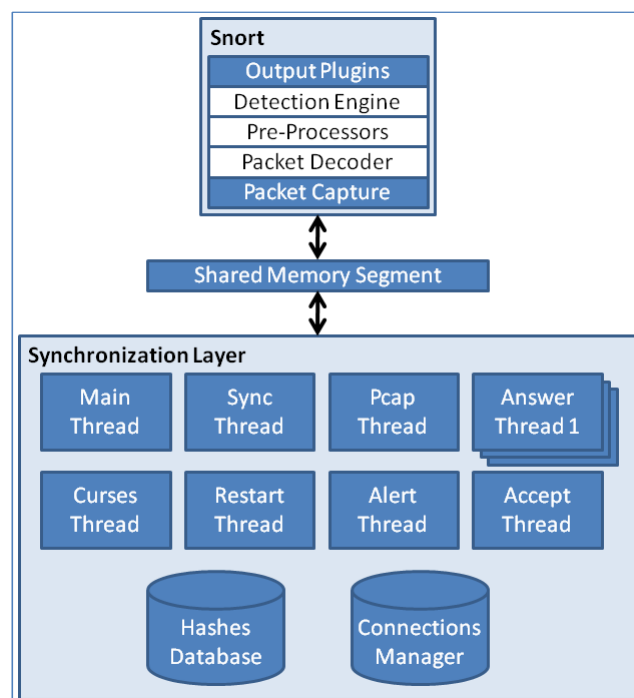 Snort
Output Plugins
Detection Engine
Pre-Processors
Packet Decoder
Packet Capture
Shared Memory Segment
Synchronization Layer
Main
Thread
Sync
Thread
Pcap
Thread
Answer
Thread 1
Curses
Thread
Restart
Thread
Alert
Thread
Accept
Thread
Hashes
Database
Connections
Manager